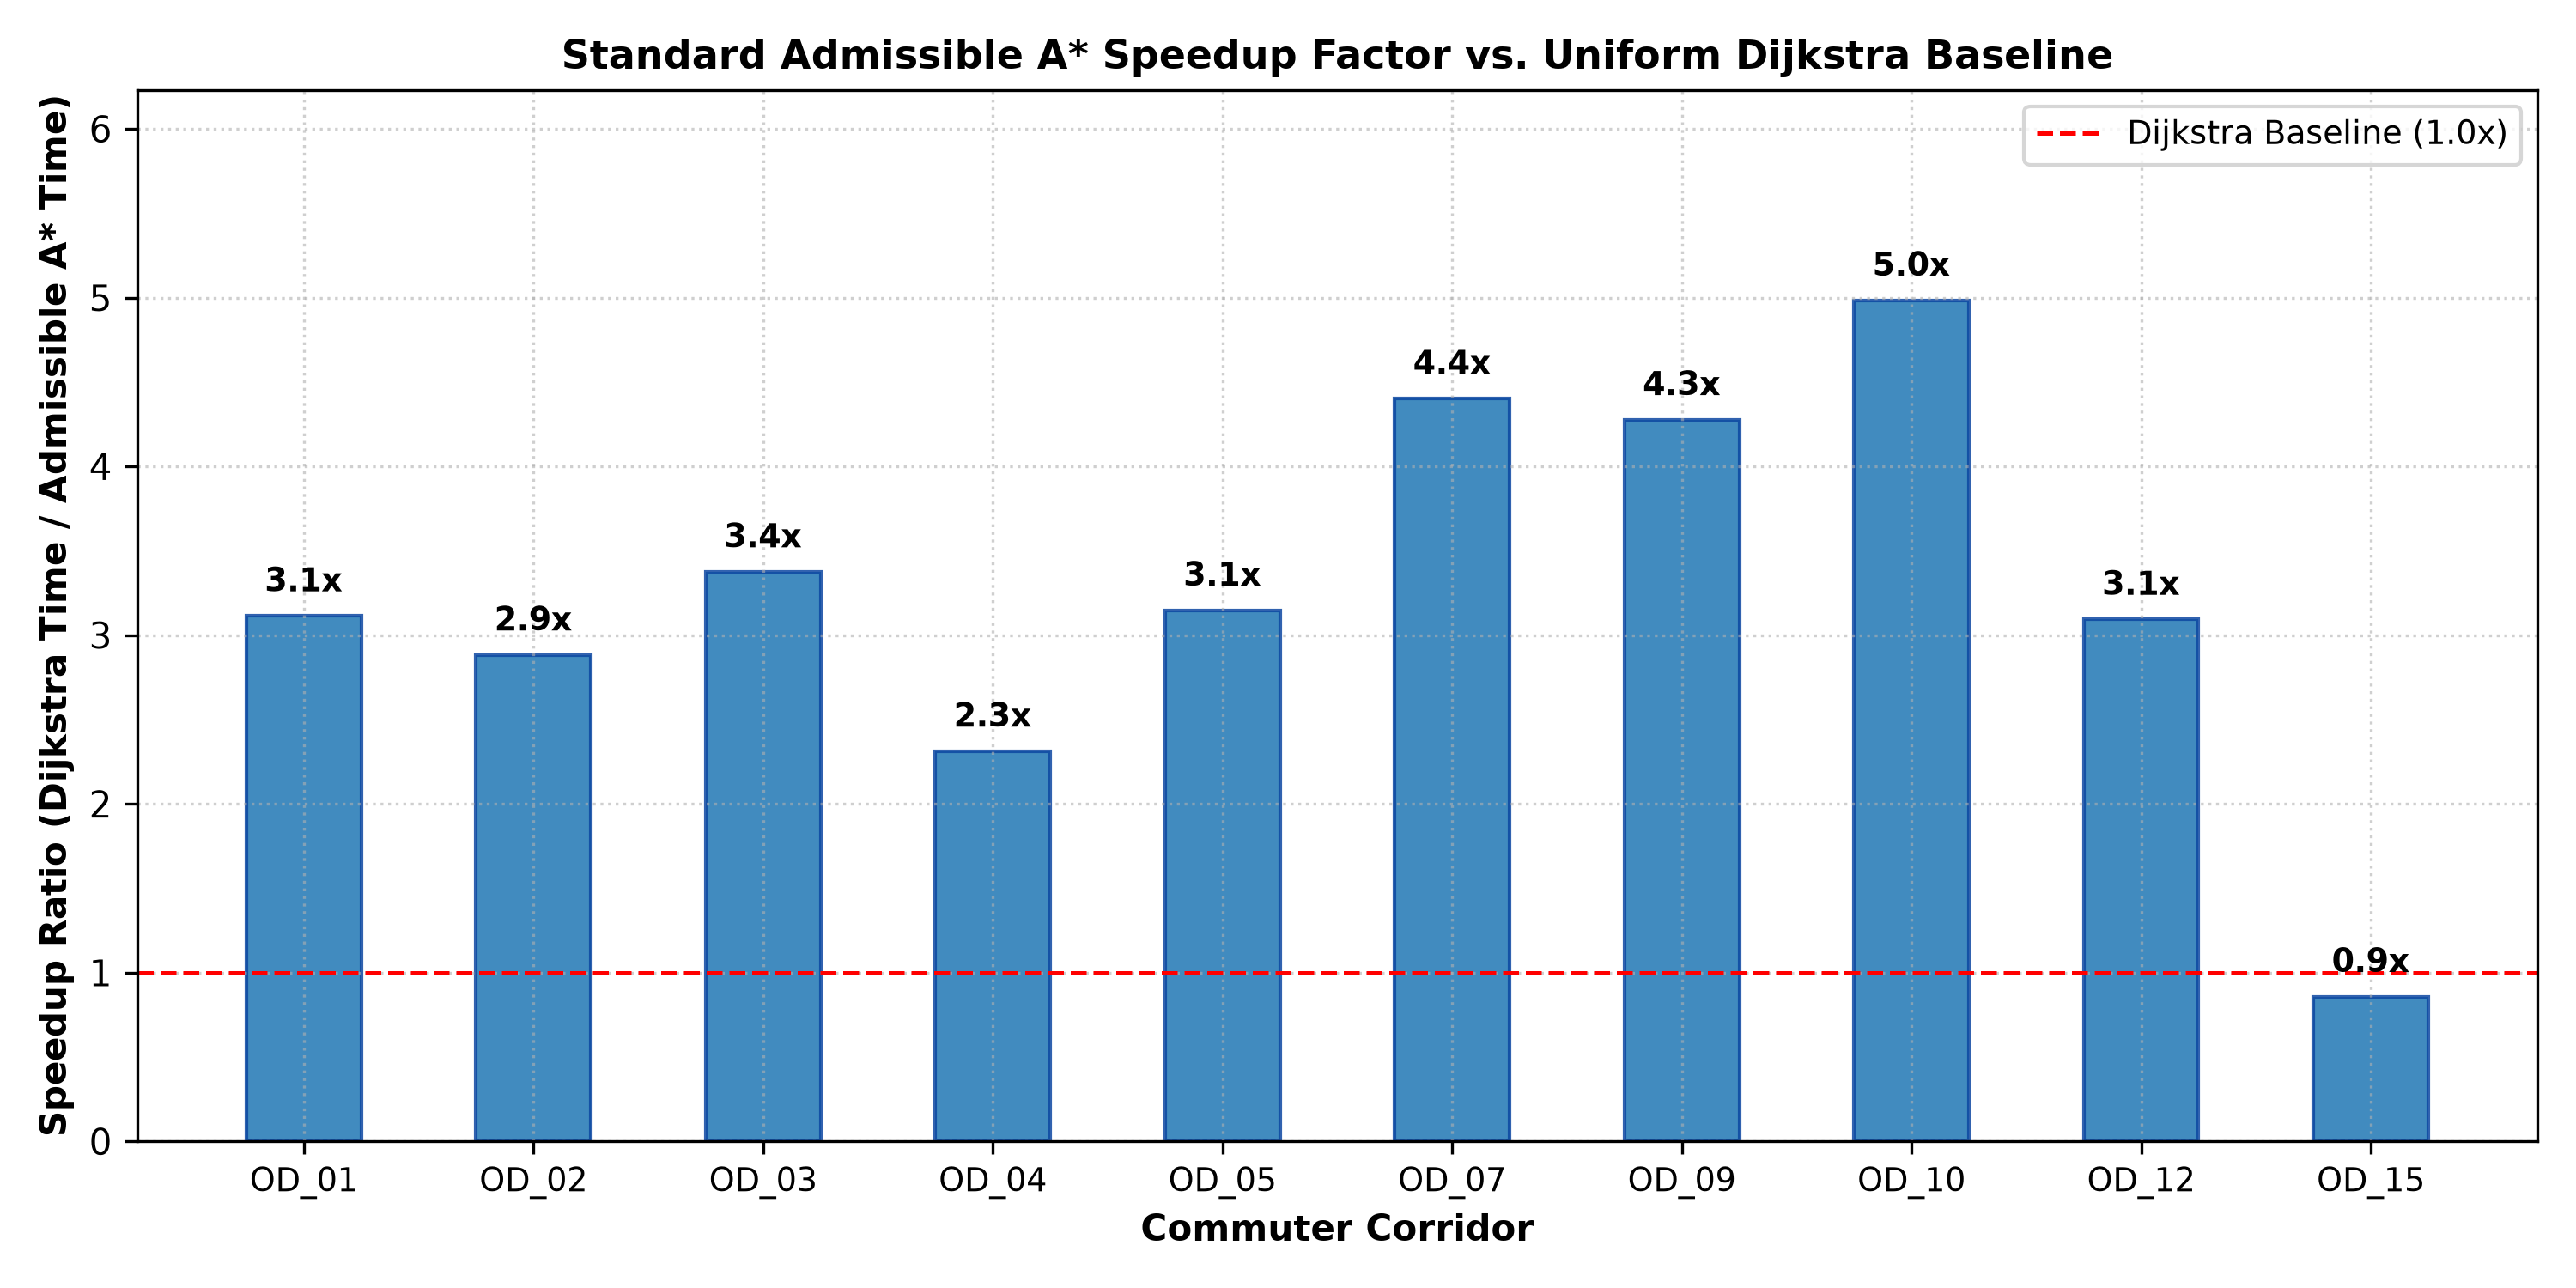 Standard Admissible A* Speedup Factor vs. Uniform Dijkstra Baseline
Speedup Ratio (Dijkstra Time / Admissible A* Time)
6
5
4
3
2
1
0
Dijkstra Baseline (1.0x)
3.1x
2.9x
3.4x
2.3x
3.1x
4.4x
4.3x
5.0x
3.1x
0.9x
OD_01
OD_02
OD_03
OD_04
OD_05
OD_07
OD_09
OD_10
OD_12
OD_15
Commuter Corridor